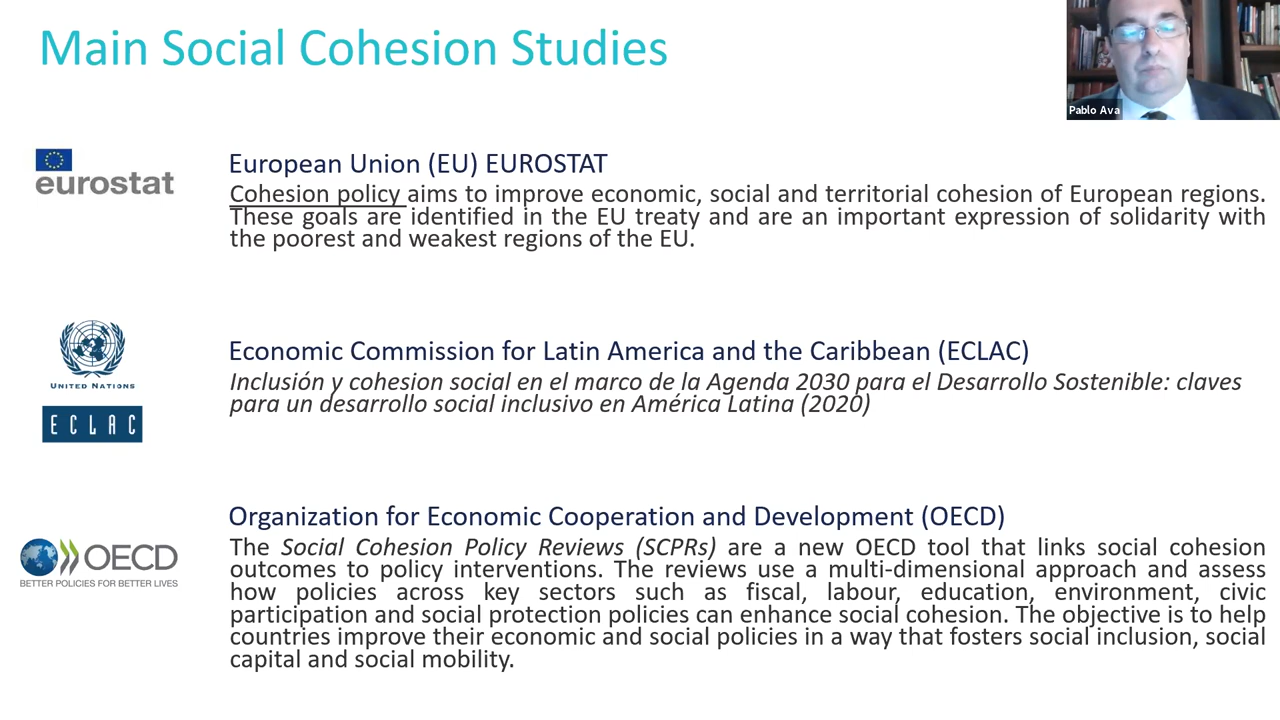 Main Social Cohesion Studies
Pablo Ava
eurostat
European Union (EU) EUROSTAT
Cohesion policy aims to improve economic, social and territorial cohesion of European regions.
These goals are identified in the EU treaty and are an important expression of solidarity with
the poorest and weakest regions of the EU.
UNITED NATIONS
ECLAC
Economic Commission for Latin America and the Caribbean (ECLAC)
Inclusión y cohesion social en el marco de la Agenda 2030 para el Desarrollo Sostenible: claves
para un desarrollo social inclusivo en América Latina (2020)
OECD
BETTER POLICIES FOR BETTER LIVES
Organization for Economic Cooperation and Development (OECD)
The Social Cohesion Policy Reviews (SCPRs) are a new OECD tool that links social cohesion
outcomes to policy interventions. The reviews use a multi-dimensional approach and assess
how policies across key sectors such as fiscal, labour, education, environment, civic
participation and social protection policies can enhance social cohesion. The objective is to help
countries improve their economic and social policies in a way that fosters social inclusion, social
capital and social mobility.